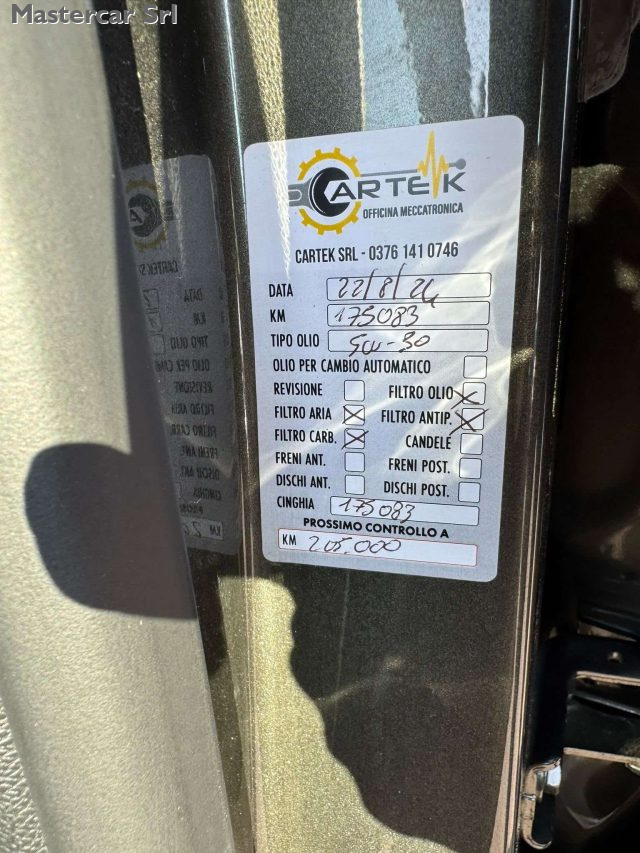 Mastercar Srl
CARTEK
OFFICINA MECCATRONICA
CARTEK SRL - 0376 141 0746
DATA 22/8/24
KM 175083
TIPO OLIO 5W-30
OLIO PER CAMBIO AUTOMATICO
REVISIONE FILTRO OLIO X
FILTRO ARIA X FILTRO ANTIP. X
FILTRO CARB. X CANDELE
FRENI ANT. FRENI POST.
DISCHI ANT. DISCHI POST.
CINGHIA 175083
PROSSIMO CONTROLLO A
KM 205.000